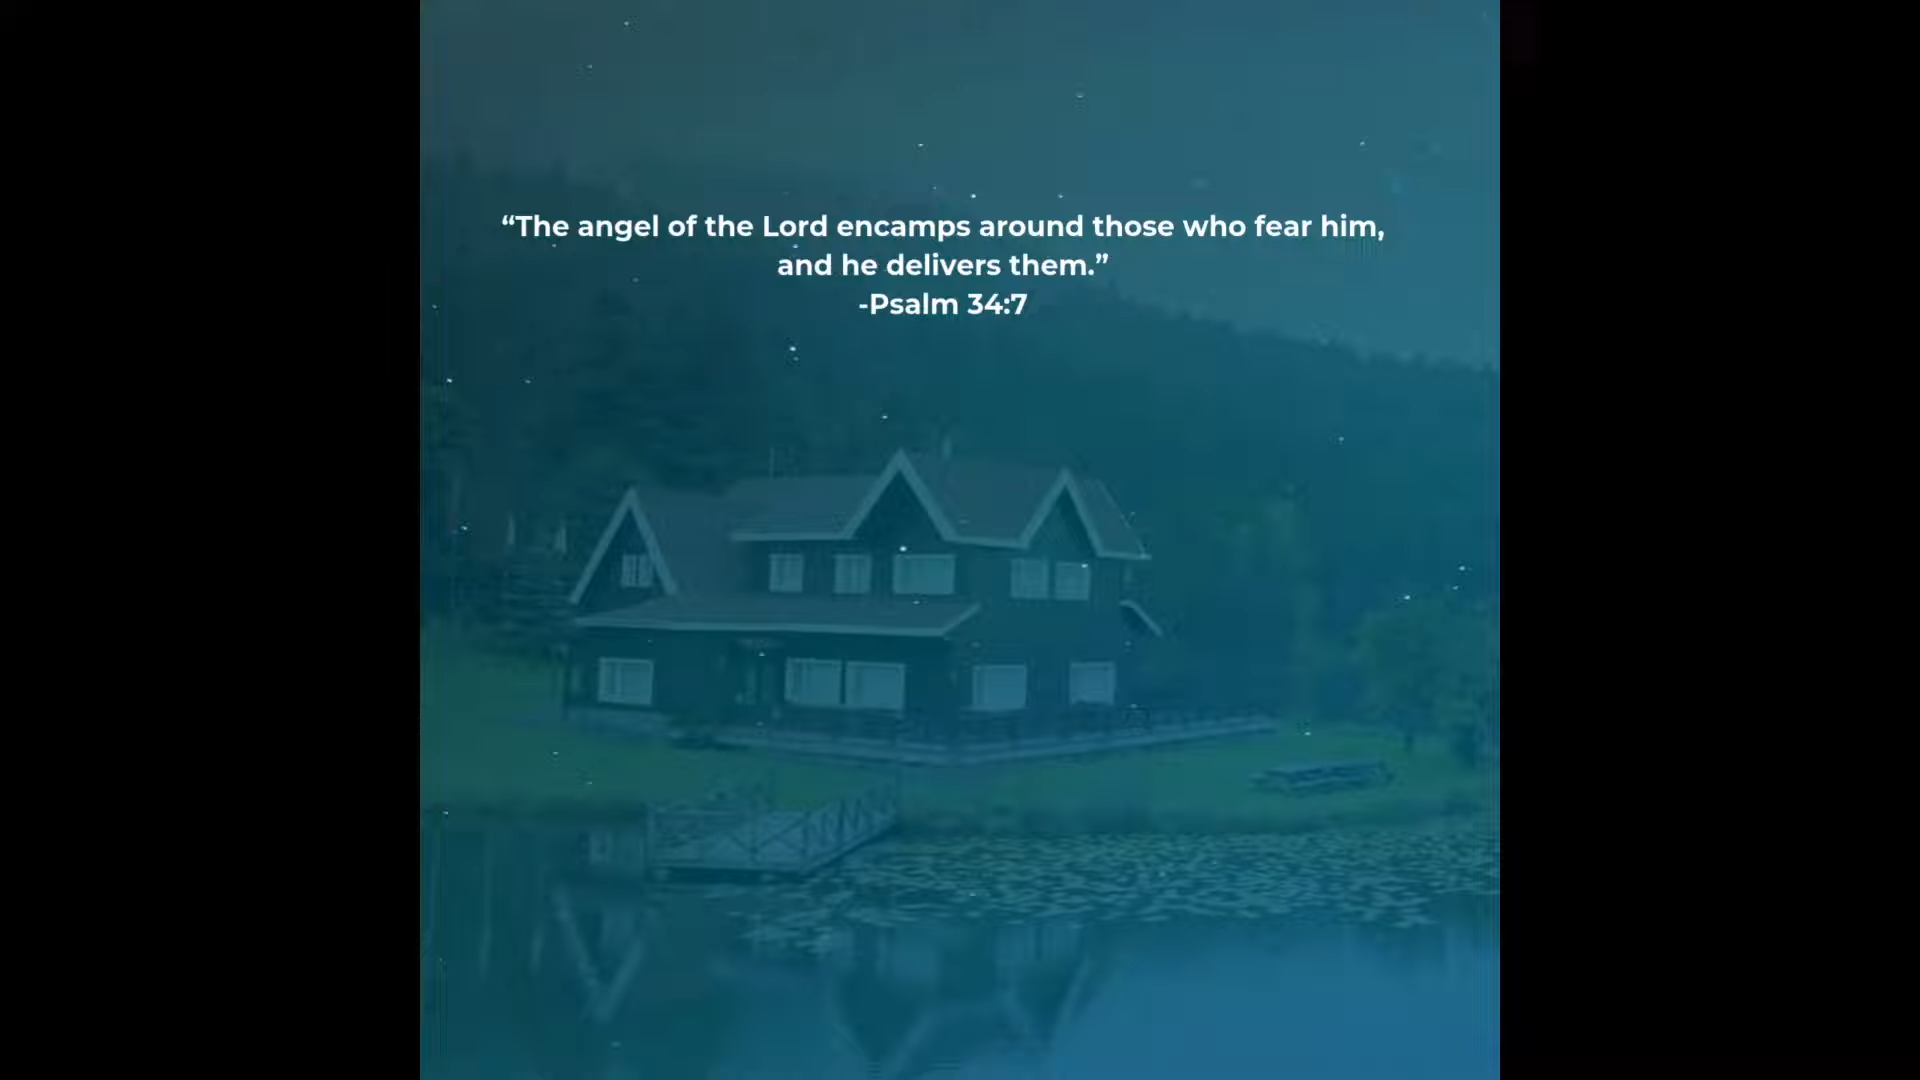 “The angel of the Lord encamps around those who fear him,
and he delivers them.”
-Psalm 34:7